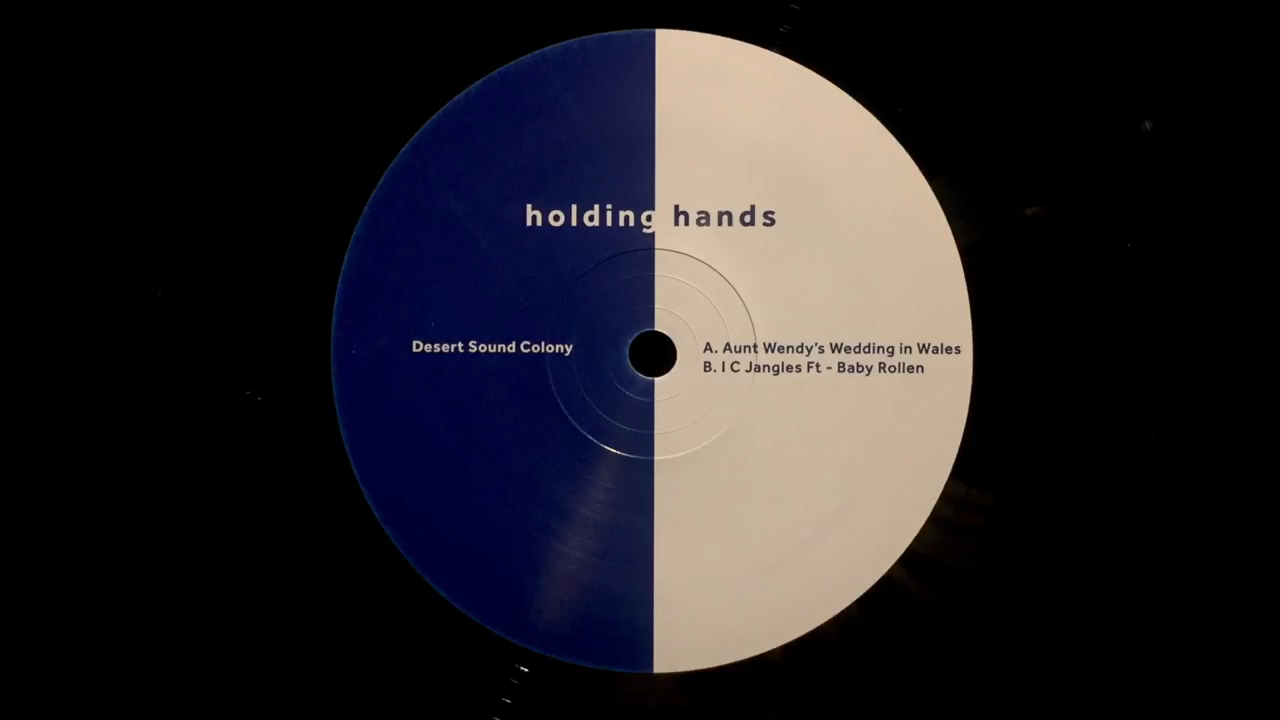 holding hands
Desert Sound Colony
A. Aunt Wendy's Wedding in Wales
B. I C Jangles Ft - Baby Rollen